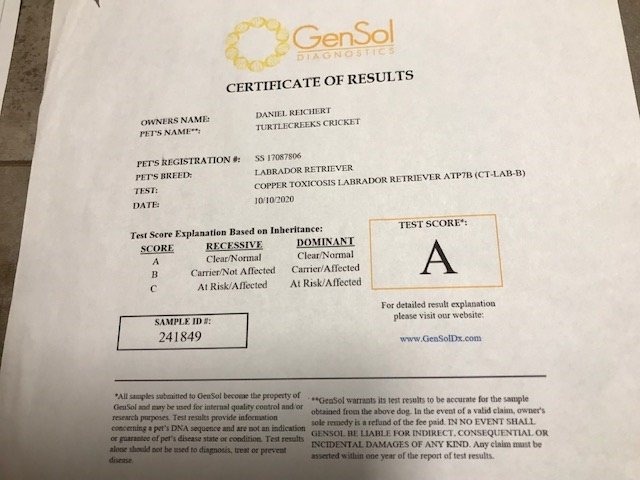 GenSol
DIAGNOSTICS
CERTIFICATE OF RESULTS
OWNERS NAME: DANIEL REICHERT
PET'S NAME**: TURTLECREEKS CRICKET
PET'S REGISTRATION #: SS 17087806
PET'S BREED: LABRADOR RETRIEVER
TEST: COPPER TOXICOSIS LABRADOR RETRIEVER ATP7B (CT-LAB-B)
DATE: 10/10/2020
Test Score Explanation Based on Inheritance:
SCORE RECESSIVE DOMINANT
A Clear/Normal Clear/Normal
B Carrier/Not Affected Carrier/Affected
C At Risk/Affected At Risk/Affected
TEST SCORE*:
A
SAMPLE ID #:
241849
For detailed result explanation
please visit our website:
www.GenSolDx.com
*All samples submitted to GenSol become the property of
GenSol and may be used for internal quality control and/or
research purposes. Test results provide information
concerning a pet's DNA sequence and are not an indication
or guarantee of pet's disease state or condition. Test results
alone should not be used to diagnose, treat or prevent
disease.
**GenSol warrants its test results to be accurate for the sample
obtained from the above dog. In the event of a valid claim, owner's
sole remedy is a refund of the fee paid. IN NO EVENT SHALL
GENSOL BE LIABLE FOR INDIRECT, CONSEQUENTIAL OR
INCIDENTAL DAMAGES OF ANY KIND. Any claim must be
asserted within one year of the report of test results.